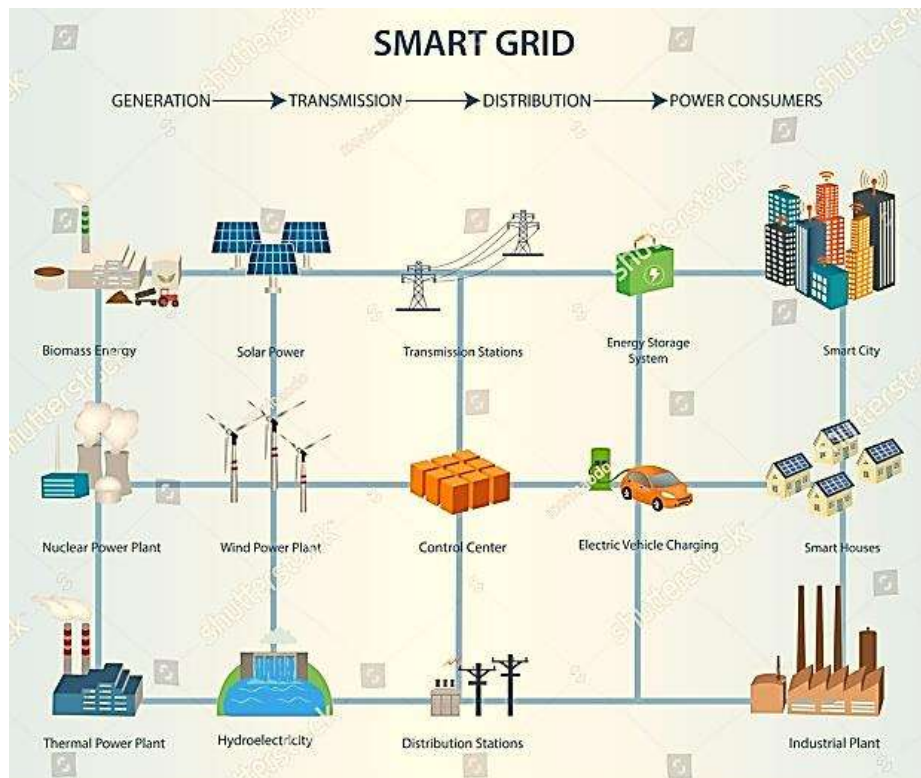 SMART GRID
GENERATION TRANSMISSION DISTRIBUTION POWER CONSUMERS
Biomass Energy Solar Power Transmission Stations Energy Storage System Smart City
Nuclear Power Plant Wind Power Plant Control Center Electric Vehicle Charging Smart Houses
Thermal Power Plant Hydroelectricity Distribution Stations Industrial Plant
shutterstock